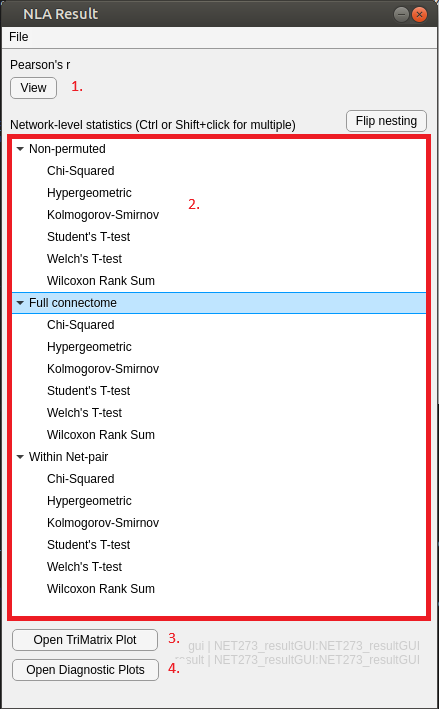 NLA Result
File
Pearson's r
View 1.
Network-level statistics (Ctrl or Shift+click for multiple) Flip nesting
Non-permuted
Chi-Squared
Hypergeometric
Kolmogorov-Smirnov 2.
Student's T-test
Welch's T-test
Wilcoxon Rank Sum
Full connectome
Chi-Squared
Hypergeometric
Kolmogorov-Smirnov
Student's T-test
Welch's T-test
Wilcoxon Rank Sum
Within Net-pair
Chi-Squared
Hypergeometric
Kolmogorov-Smirnov
Student's T-test
Welch's T-test
Wilcoxon Rank Sum
Open TriMatrix Plot 3.
gui | NET273_resultGUI:NET273_resultGUI
Open Diagnostic Plots 4.
| NET273_resultGUI:NET273_resultGUI